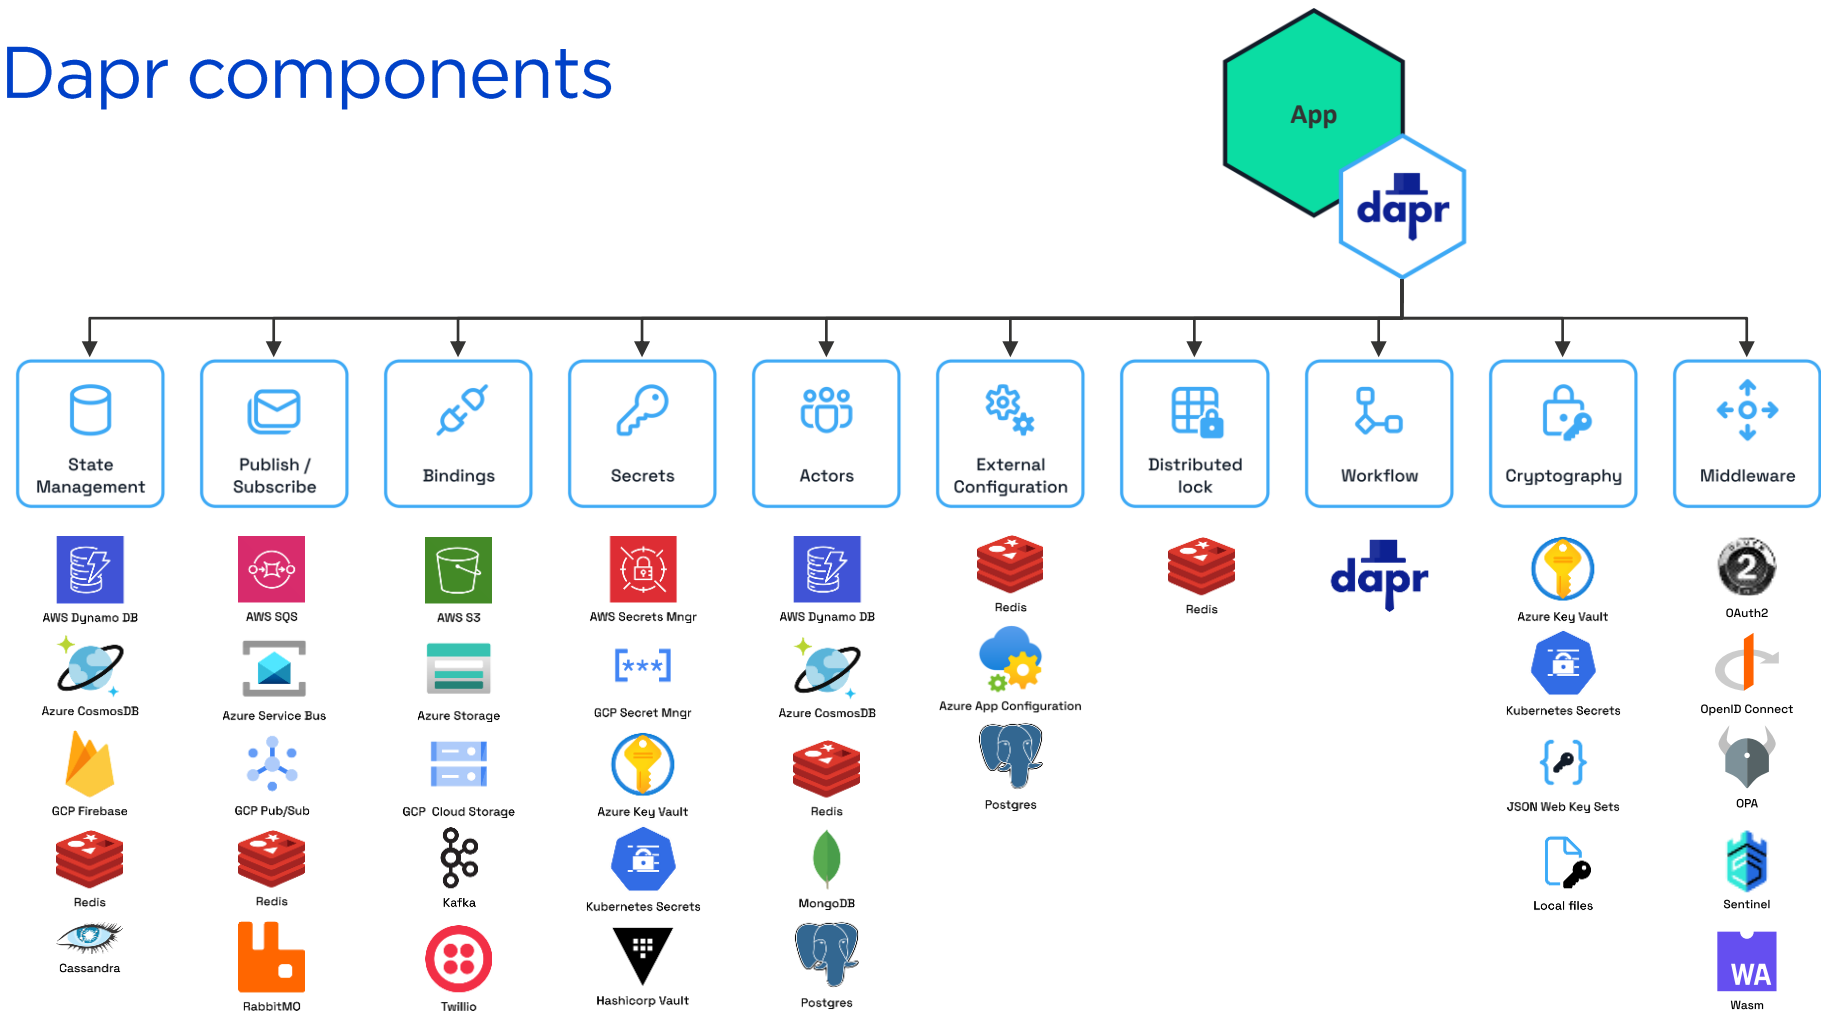 Dapr components
App
dapr
State
Management
Publish /
Subscribe
Bindings
Secrets
Actors
External
Configuration
Distributed
lock
Workflow
Cryptography
Middleware
AWS Dynamo DB
Azure CosmosDB
GCP Firebase
Redis
Cassandra
AWS SQS
Azure Service Bus
GCP Pub/Sub
Redis
RabbitMQ
AWS S3
Azure Storage
GCP Cloud Storage
Kafka
Twillio
AWS Secrets Mngr
[***]
GCP Secret Mngr
Azure Key Vault
Kubernetes Secrets
Hashicorp Vault
AWS Dynamo DB
Azure CosmosDB
Redis
MongoDB
Postgres
Redis
Azure App Configuration
Postgres
Redis
dapr
Azure Key Vault
Kubernetes Secrets
JSON Web Key Sets
Local files
OAUTH
2
OAuth2
OpenID Connect
OPA
Sentinel
WA
Wasm